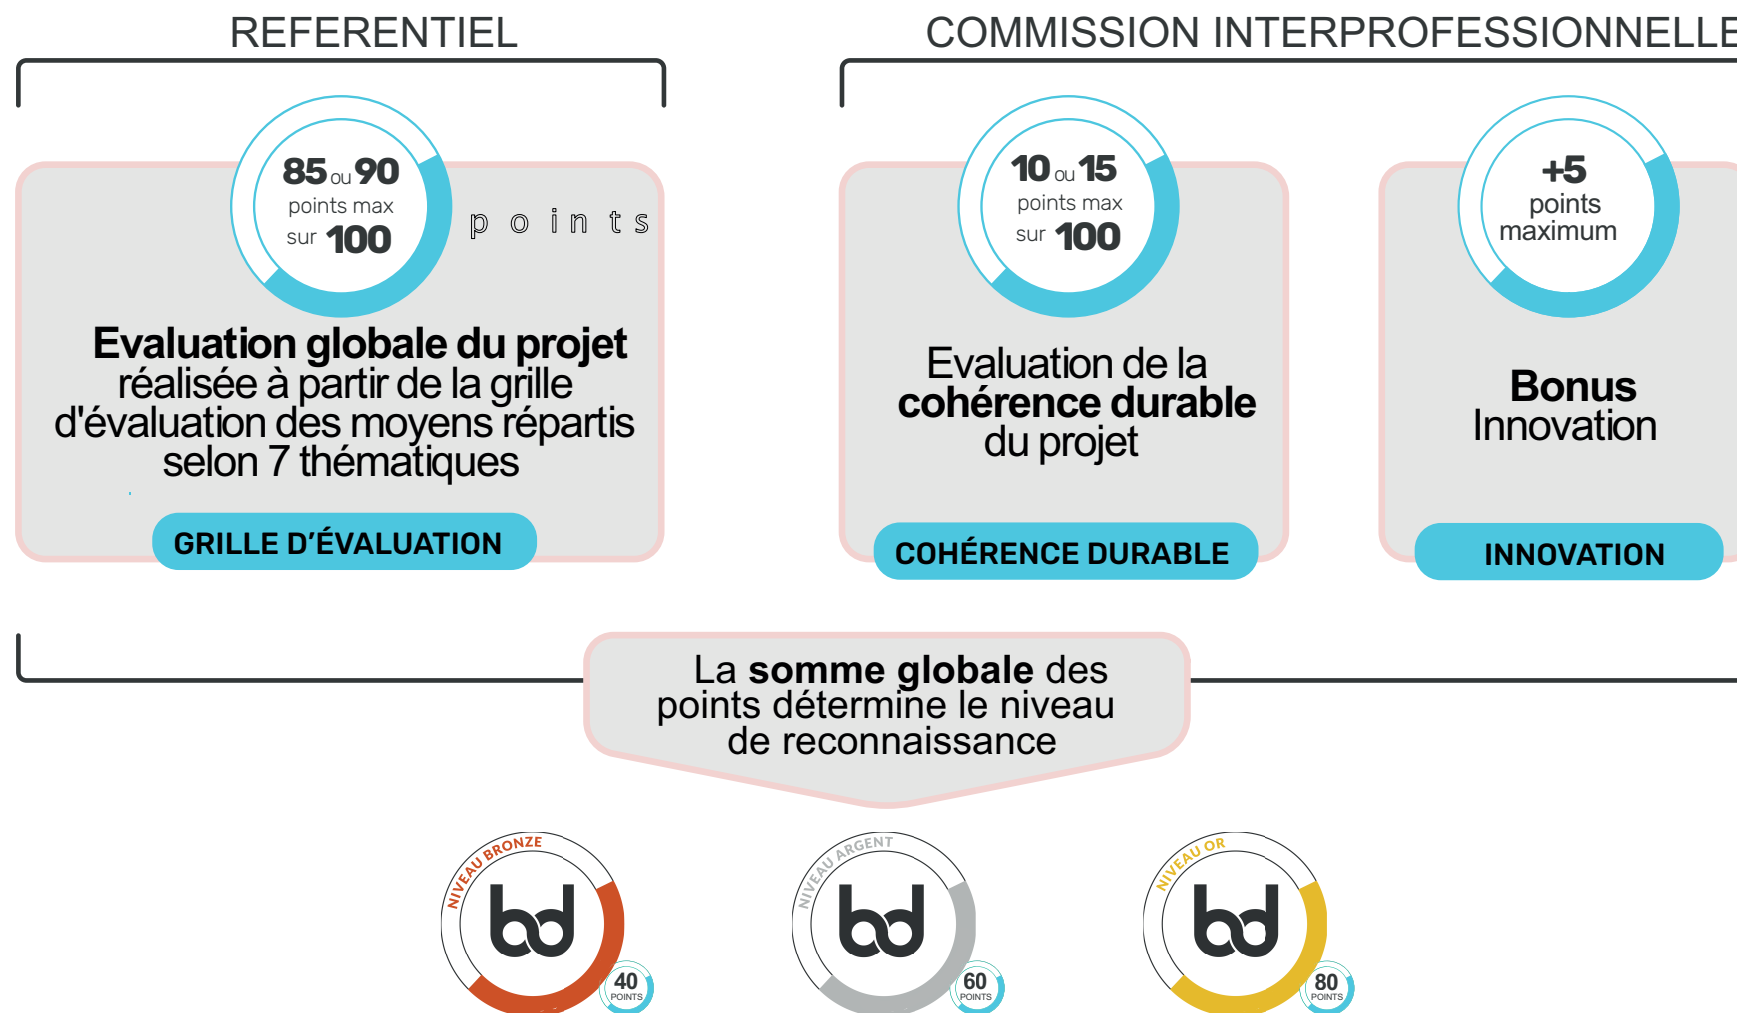 REFERENTIEL
COMMISSION INTERPROFESSIONNELLE
85 ou 90
points max
sur 100
points
Evaluation globale du projet
réalisée à partir de la grille
d'évaluation des moyens répartis
selon 7 thématiques
GRILLE D’ÉVALUATION
10 ou 15
points max
sur 100
Evaluation de la
cohérence durable
du projet
COHÉRENCE DURABLE
+5
points
maximum
Bonus
Innovation
INNOVATION
La somme globale des
points détermine le niveau
de reconnaissance
NIVEAU BRONZE
bd
40
POINTS
NIVEAU ARGENT
bd
60
POINTS
NIVEAU OR
bd
80
POINTS